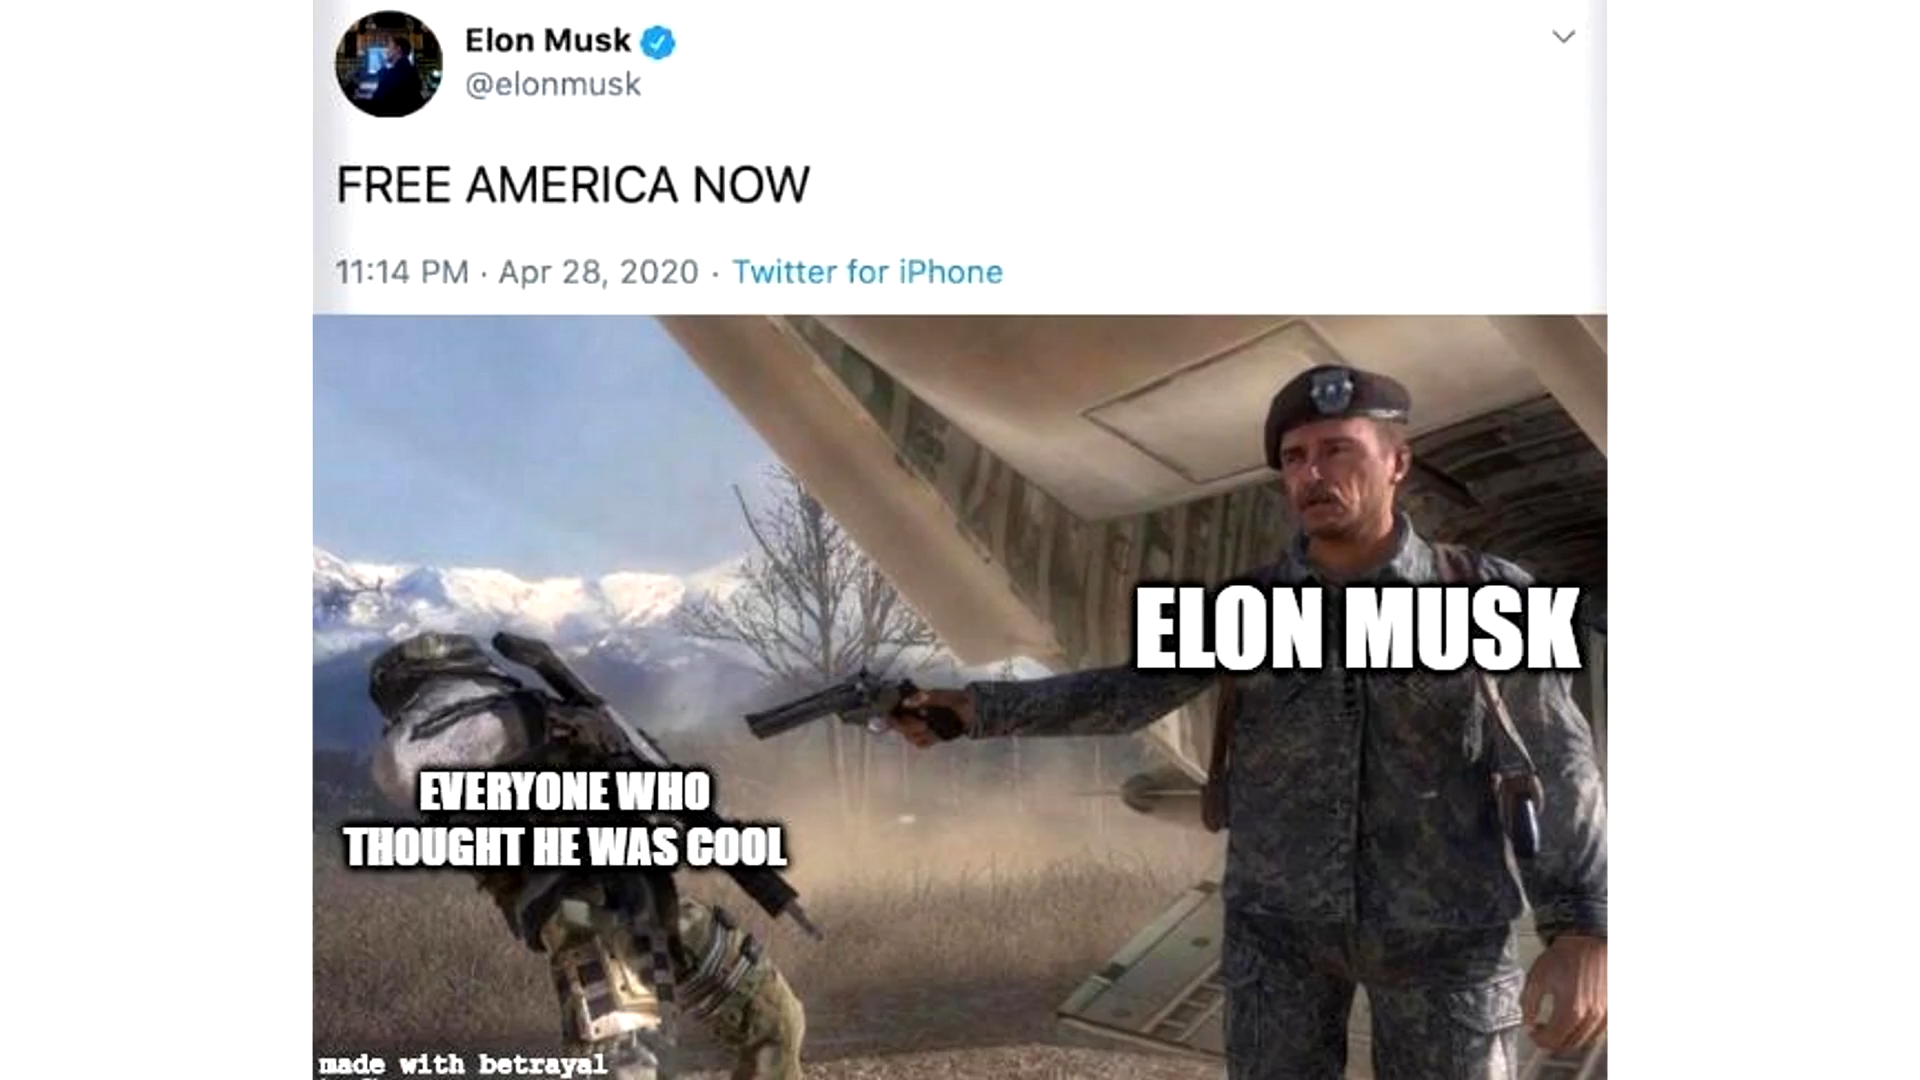 Elon Musk
@elonmusk
FREE AMERICA NOW
11:14 PM · Apr 28, 2020 · Twitter for iPhone
ELON MUSK
EVERYONE WHO
THOUGHT HE WAS COOL
made with betrayal